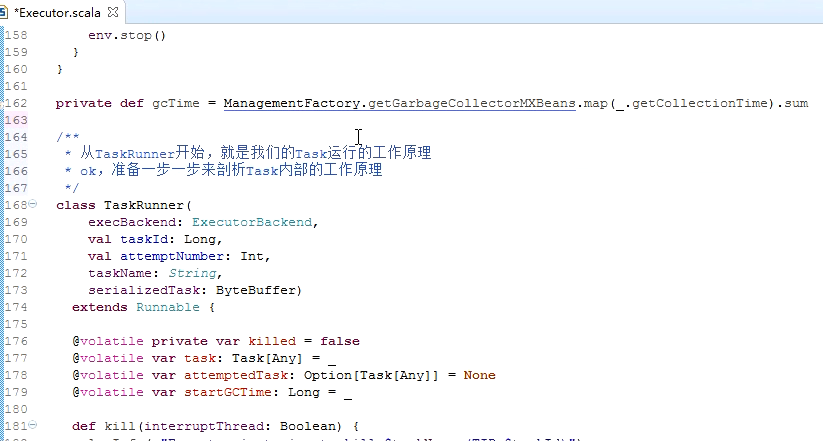 *Executor.scala
158 env.stop()
159 }
160 }
161
162 private def gcTime = ManagementFactory.getGarbageCollectorMXBeans.map(_.getCollectionTime).sum
163
164 /**
165 * 从TaskRunner开始，就是我们的Task运行的工作原理
166 * ok，准备一步一步来剖析Task内部的工作原理
167 */
168 class TaskRunner(
169 execBackend: ExecutorBackend,
170 val taskId: Long,
171 val attemptNumber: Int,
172 taskName: String,
173 serializedTask: ByteBuffer)
174 extends Runnable {
175
176 @volatile private var killed = false
177 @volatile var task: Task[Any] = _
178 @volatile var attemptedTask: Option[Task[Any]] = None
179 @volatile var startGCTime: Long = _
180
181 def kill(interruptThread: Boolean) {